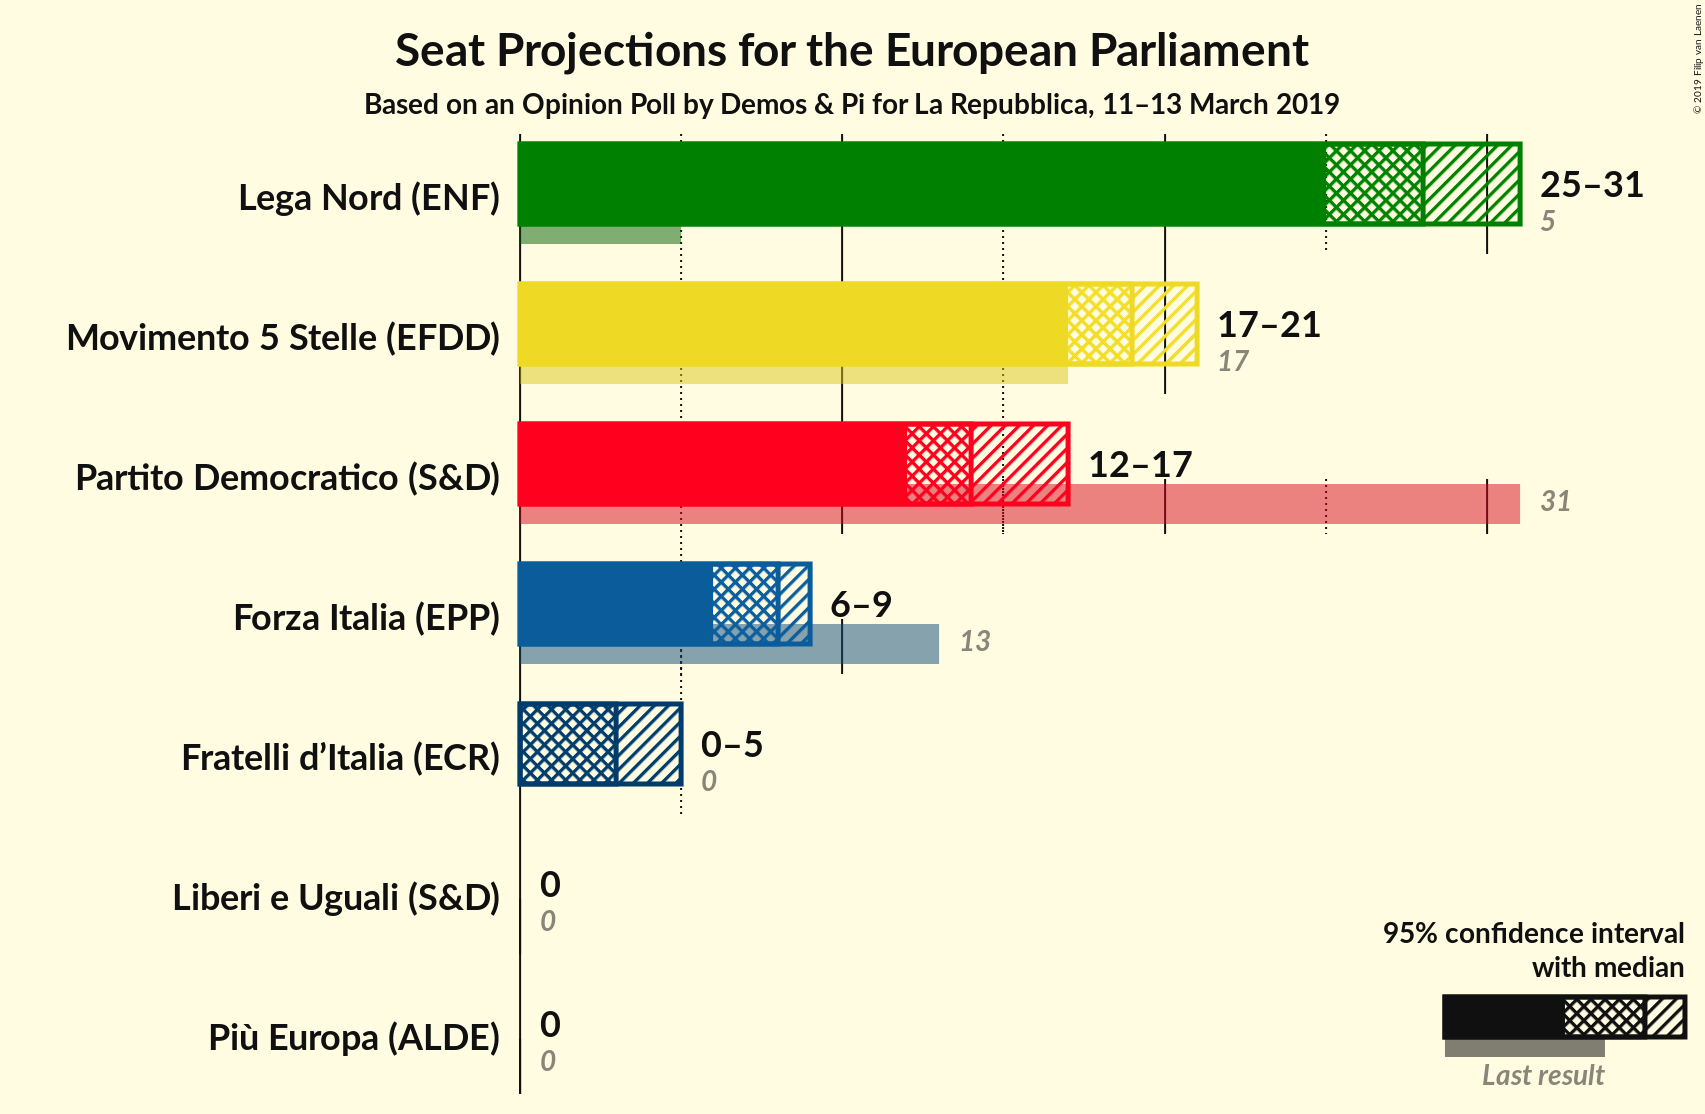 Seat Projections for the European Parliament
Based on an Opinion Poll by Demos & Pi for La Repubblica, 11–13 March 2019
© 2019 Filip van Laenen
Lega Nord (ENF)
25–31
5
Movimento 5 Stelle (EFDD)
17–21
17
Partito Democratico (S&D)
12–17
31
Forza Italia (EPP)
6–9
13
Fratelli d’Italia (ECR)
0–5
0
Liberi e Uguali (S&D)
0
0
Più Europa (ALDE)
0
0
95% confidence interval
with median
Last result